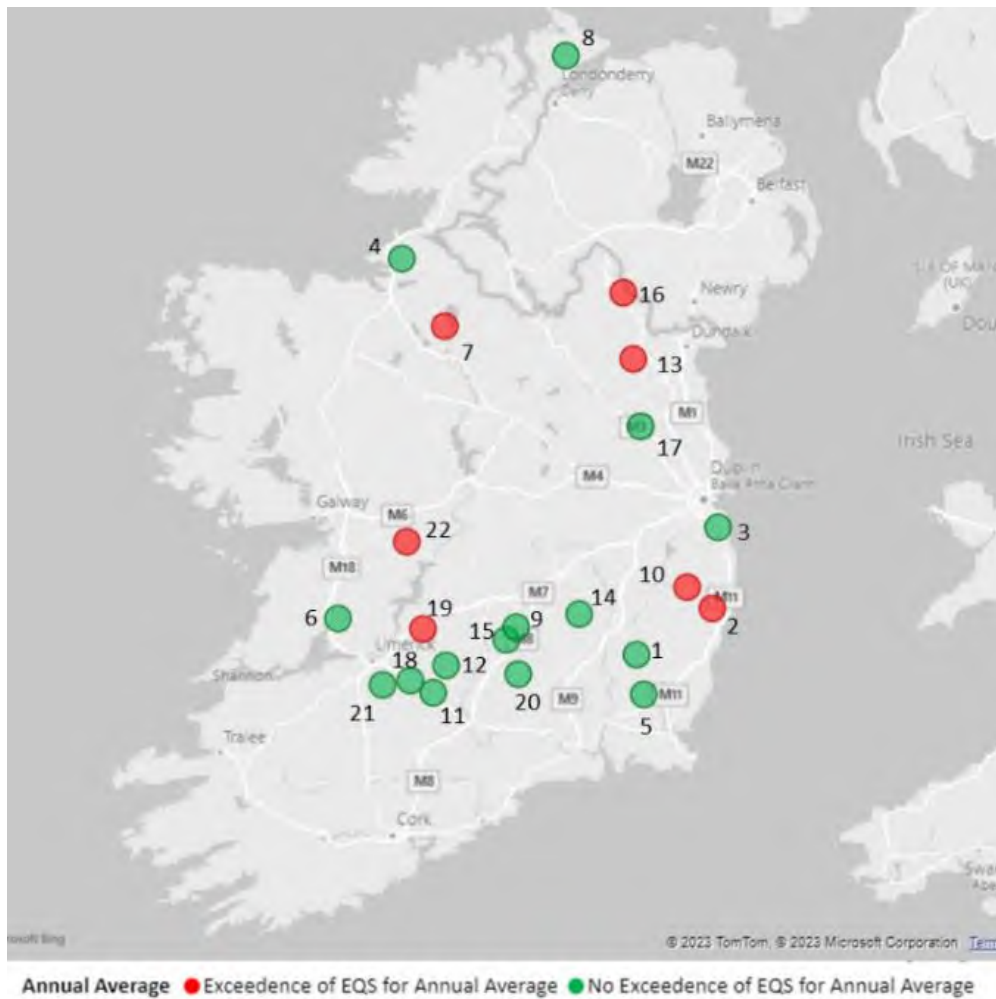 8
Londonderry
Derry
Ballymena
M22
Belfast
4
16
Newry
7
Dundalk
13
M1
Irish Sea
17
Dublin
Baile Átha Cliath
M4
Galway
M6
22
3
M18
10
M7
14
M11
2
6
19
9
15
Limerick
1
18
12
Shannon
20
M9
M11
21
11
5
Tralee
M8
Cork
© 2023 TomTom, © 2023 Microsoft Corporation
Annual Average Exceedence of EQS for Annual Average No Exceedence of EQS for Annual Average